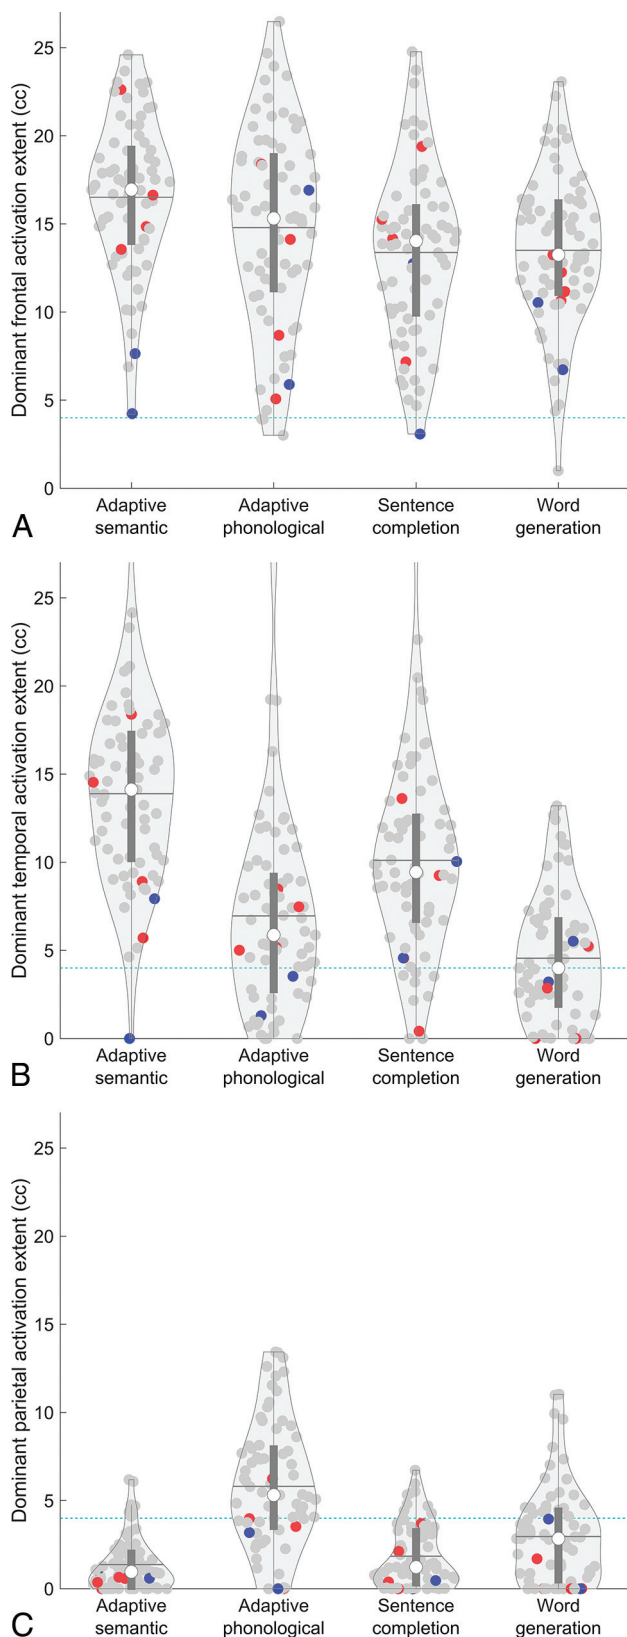 Dominant frontal activation extent (cc)
25
20
15
10
5
0
Adaptive semantic
Adaptive phonological
Sentence completion
Word generation
A
Dominant temporal activation extent (cc)
25
20
15
10
5
0
Adaptive semantic
Adaptive phonological
Sentence completion
Word generation
B
Dominant parietal activation extent (cc)
25
20
15
10
5
0
Adaptive semantic
Adaptive phonological
Sentence completion
Word generation
C